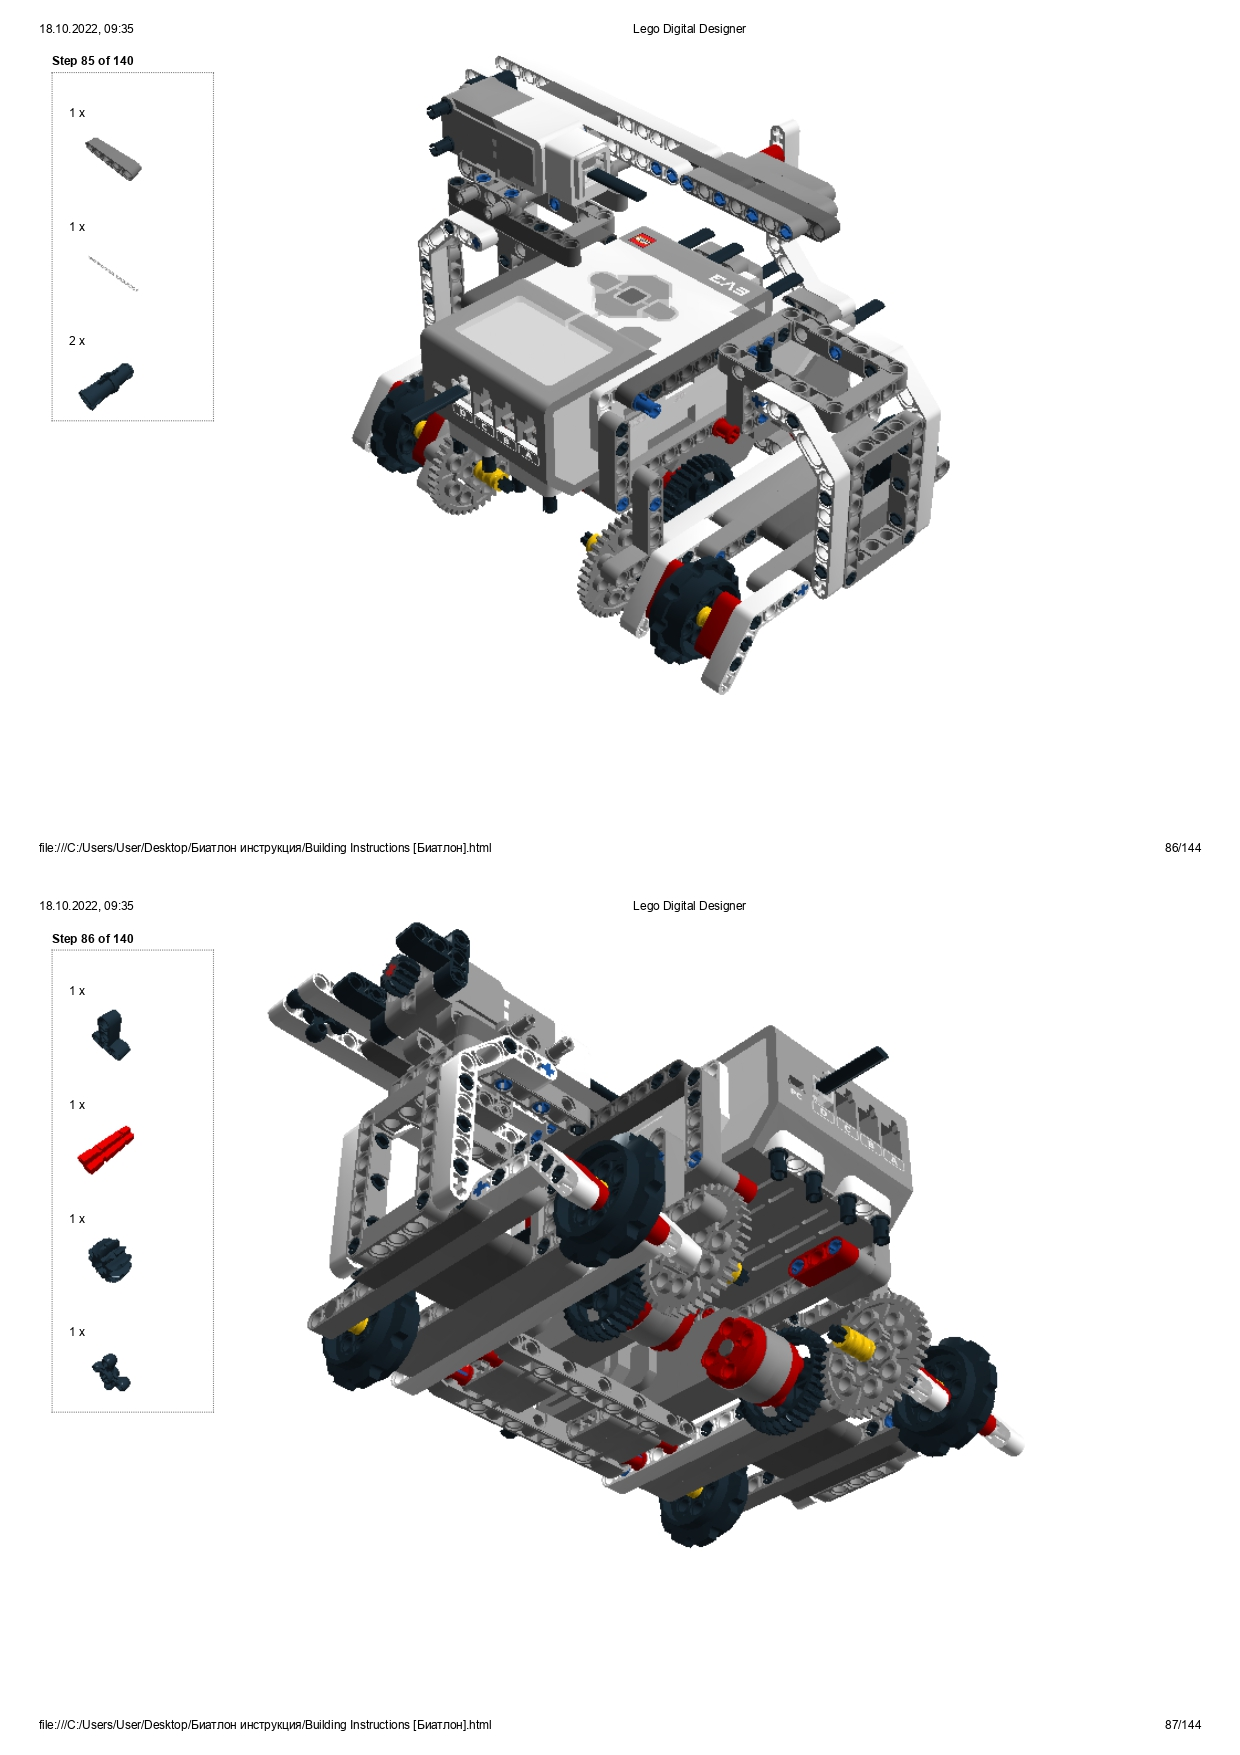 18.10.2022, 09:35
Lego Digital Designer
Step 85 of 140
1 x
1 x
2 x
EV3
D C B A
file:///C:/Users/User/Desktop/Биатлон инструкция/Building Instructions [Биатлон].html
86/144
18.10.2022, 09:35
Lego Digital Designer
Step 86 of 140
1 x
1 x
1 x
1 x
PC D C B A
file:///C:/Users/User/Desktop/Биатлон инструкция/Building Instructions [Биатлон].html
87/144